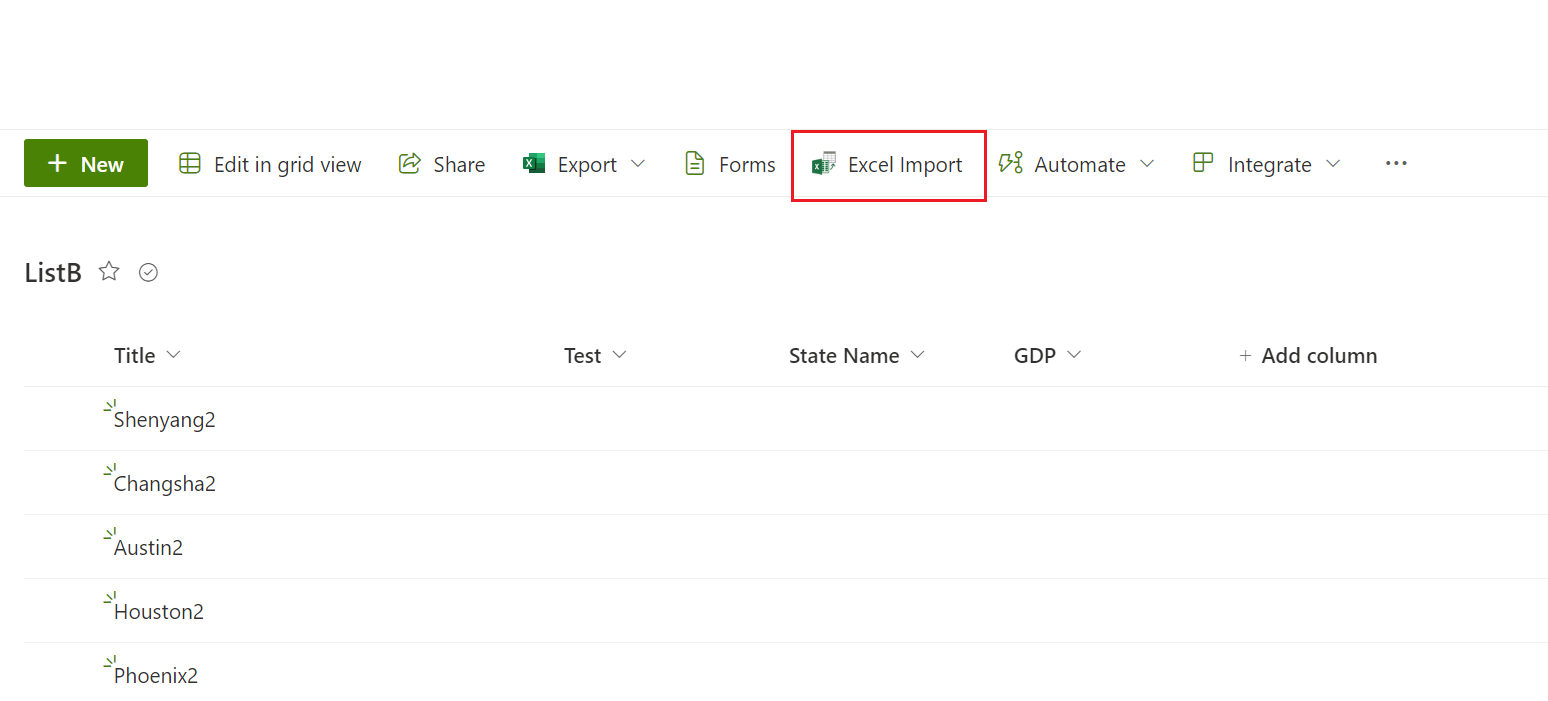 + New Edit in grid view Share Export Forms Excel Import Automate Integrate ...
ListB
Title Test State Name GDP + Add column
Shenyang2
Changsha2
Austin2
Houston2
Phoenix2